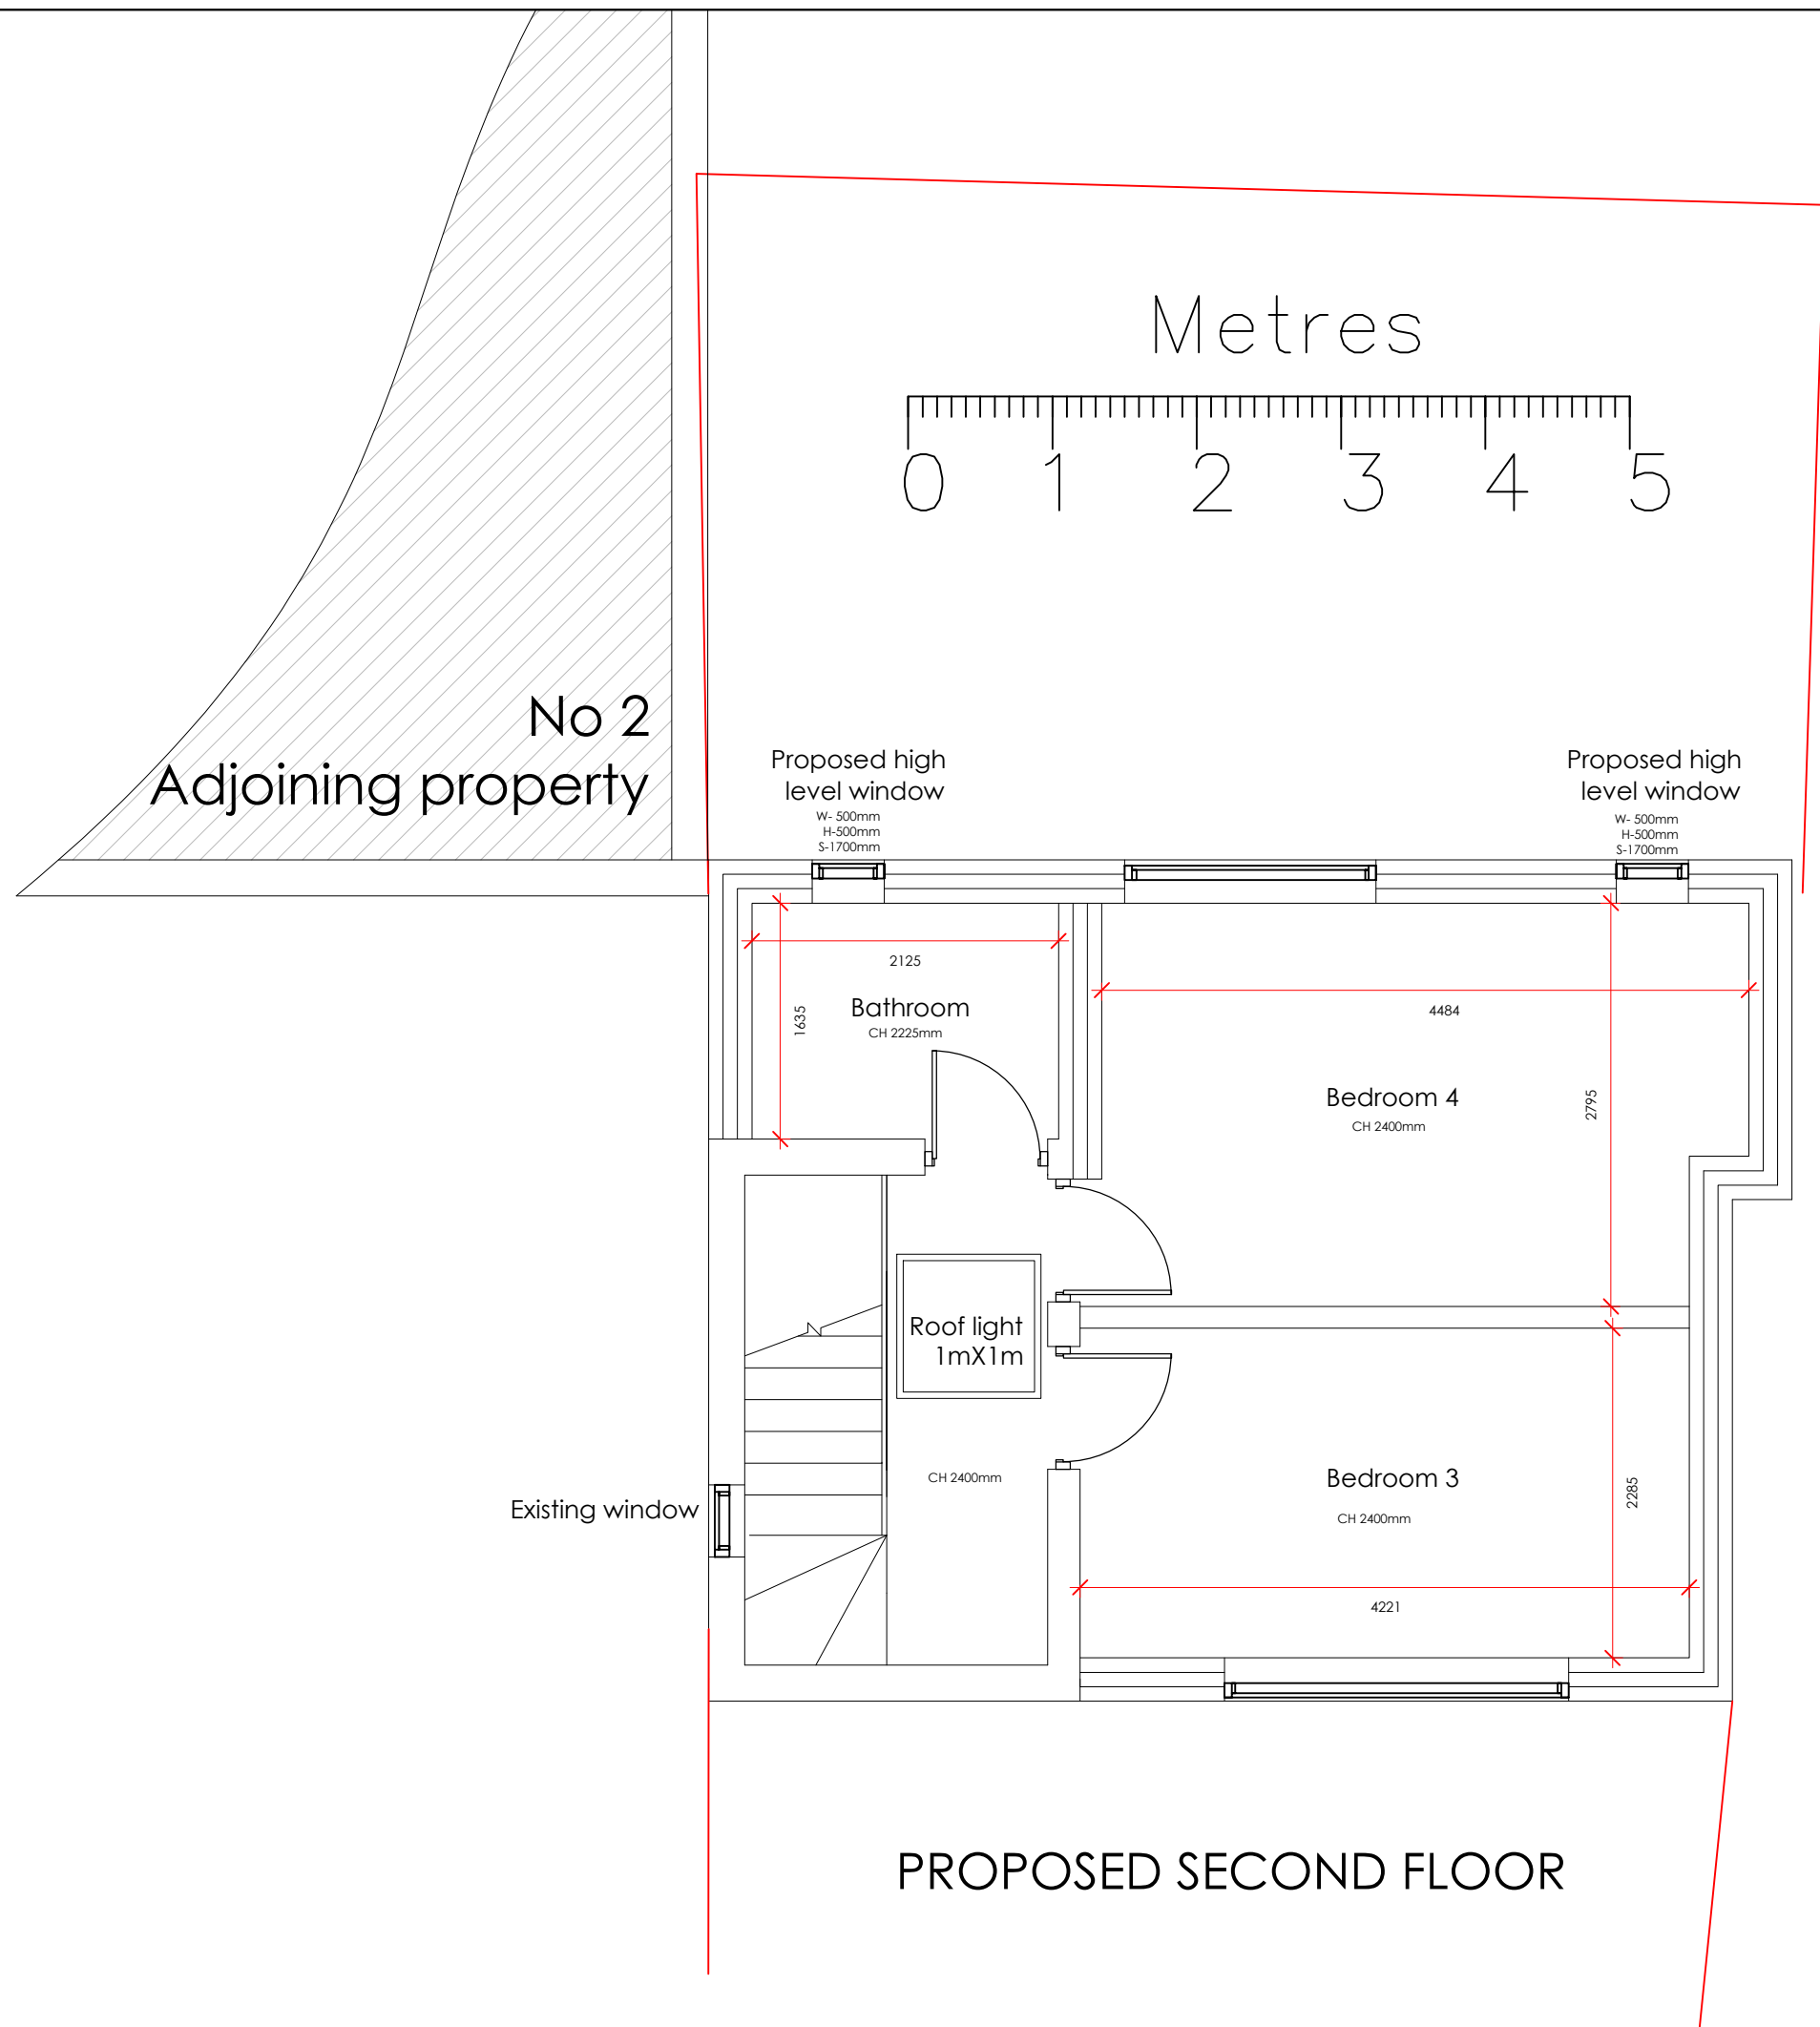 Metres
0 1 2 3 4 5
No 2
Adjoining property
Proposed high
level window
W- 500mm
H-500mm
S-1700mm
Proposed high
level window
W- 500mm
H-500mm
S-1700mm
2125
1635
Bathroom
CH 2225mm
4484
2795
Bedroom 4
CH 2400mm
Roof light
1mX1m
CH 2400mm
Existing window
Bedroom 3
CH 2400mm
2285
4221
PROPOSED SECOND FLOOR